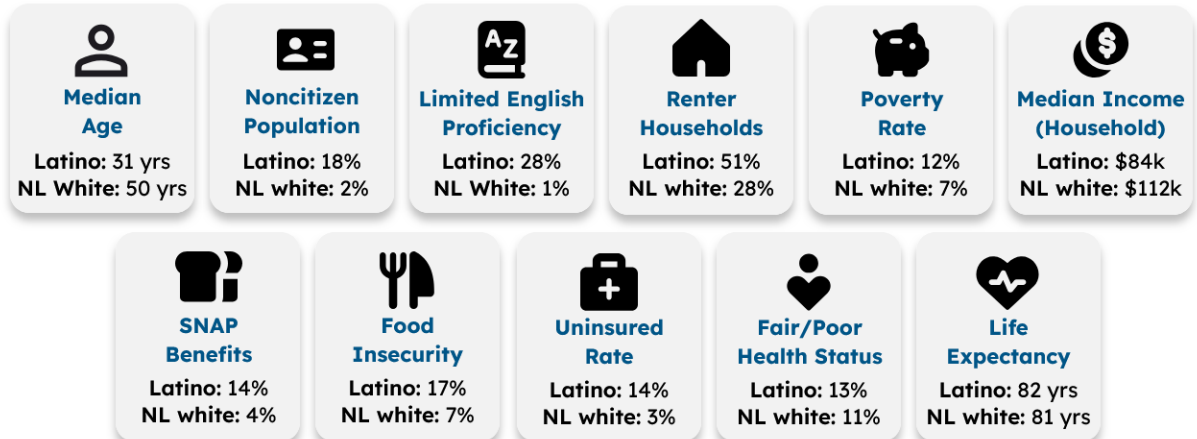 Median
Age
Latino: 31 yrs
NL White: 50 yrs
Noncitizen
Population
Latino: 18%
NL white: 2%
AZ
Limited English
Proficiency
Latino: 28%
NL White: 1%
Renter
Households
Latino: 51%
NL white: 28%
Poverty
Rate
Latino: 12%
NL white: 7%
$
Median Income
(Household)
Latino: $84k
NL white: $112k
SNAP
Benefits
Latino: 14%
NL white: 4%
Food
Insecurity
Latino: 17%
NL white: 7%
Uninsured
Rate
Latino: 14%
NL white: 3%
Fair/Poor
Health Status
Latino: 13%
NL white: 11%
Life
Expectancy
Latino: 82 yrs
NL white: 81 yrs